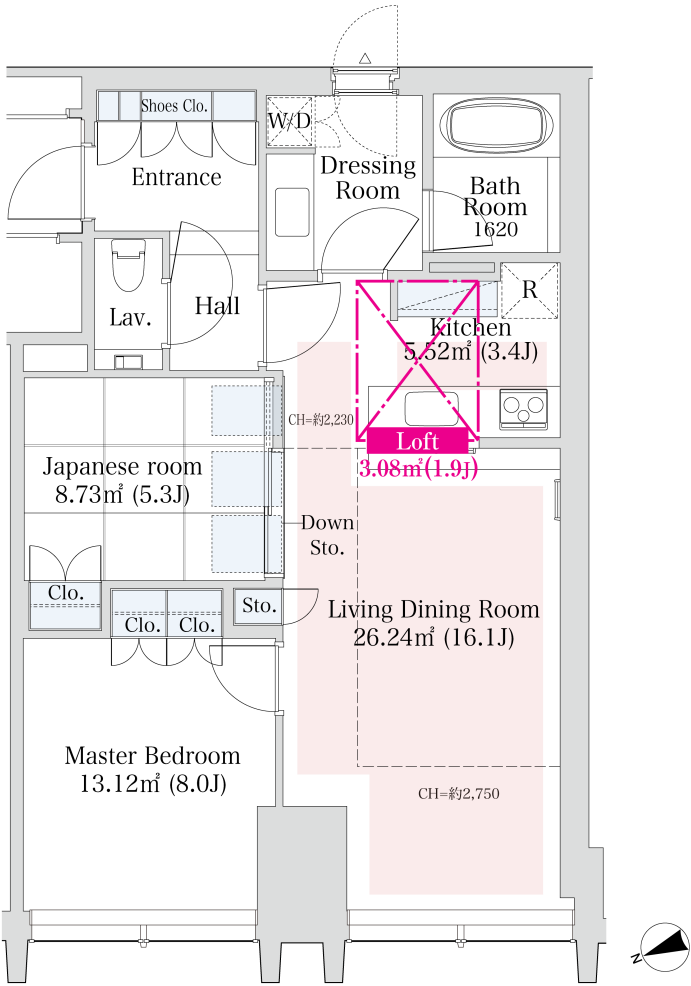 Shoes Clo.
W/D
Entrance
Dressing
Room
Bath
Room
1620
Lav.
Hall
R
Kitchen
5.52㎡ (3.4J)
CH=約2,230
Loft
3.08㎡(1.9J)
Japanese room
8.73㎡ (5.3J)
Down
Sto.
Clo.
Clo.
Clo.
Sto.
Living Dining Room
26.24㎡ (16.1J)
Master Bedroom
13.12㎡ (8.0J)
CH=約2,750
N